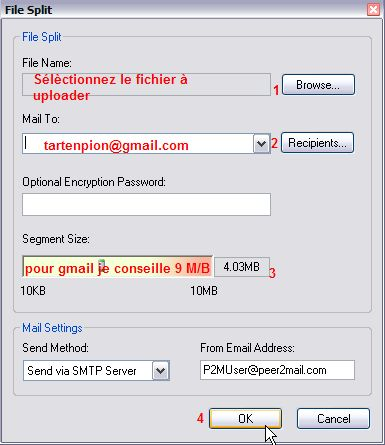 File Split
File Split
File Name:
Sélèctionnez le fichier à
uploader
1
Browse...
Mail To:
tartenpion@gmail.com
2
Recipients...
Optional Encryption Password:
Segment Size:
pour gmail je conseille 9 M/B
4.03MB
3
10KB
10MB
Mail Settings
Send Method:
From Email Address:
Send via SMTP Server
P2MUser@peer2mail.com
4
OK
Cancel